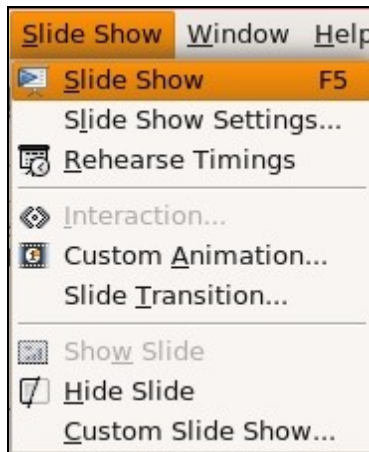 Slide Show Window Help
Slide Show F5
Slide Show Settings...
Rehearse Timings
Interaction...
Custom Animation...
Slide Transition...
Show Slide
Hide Slide
Custom Slide Show...